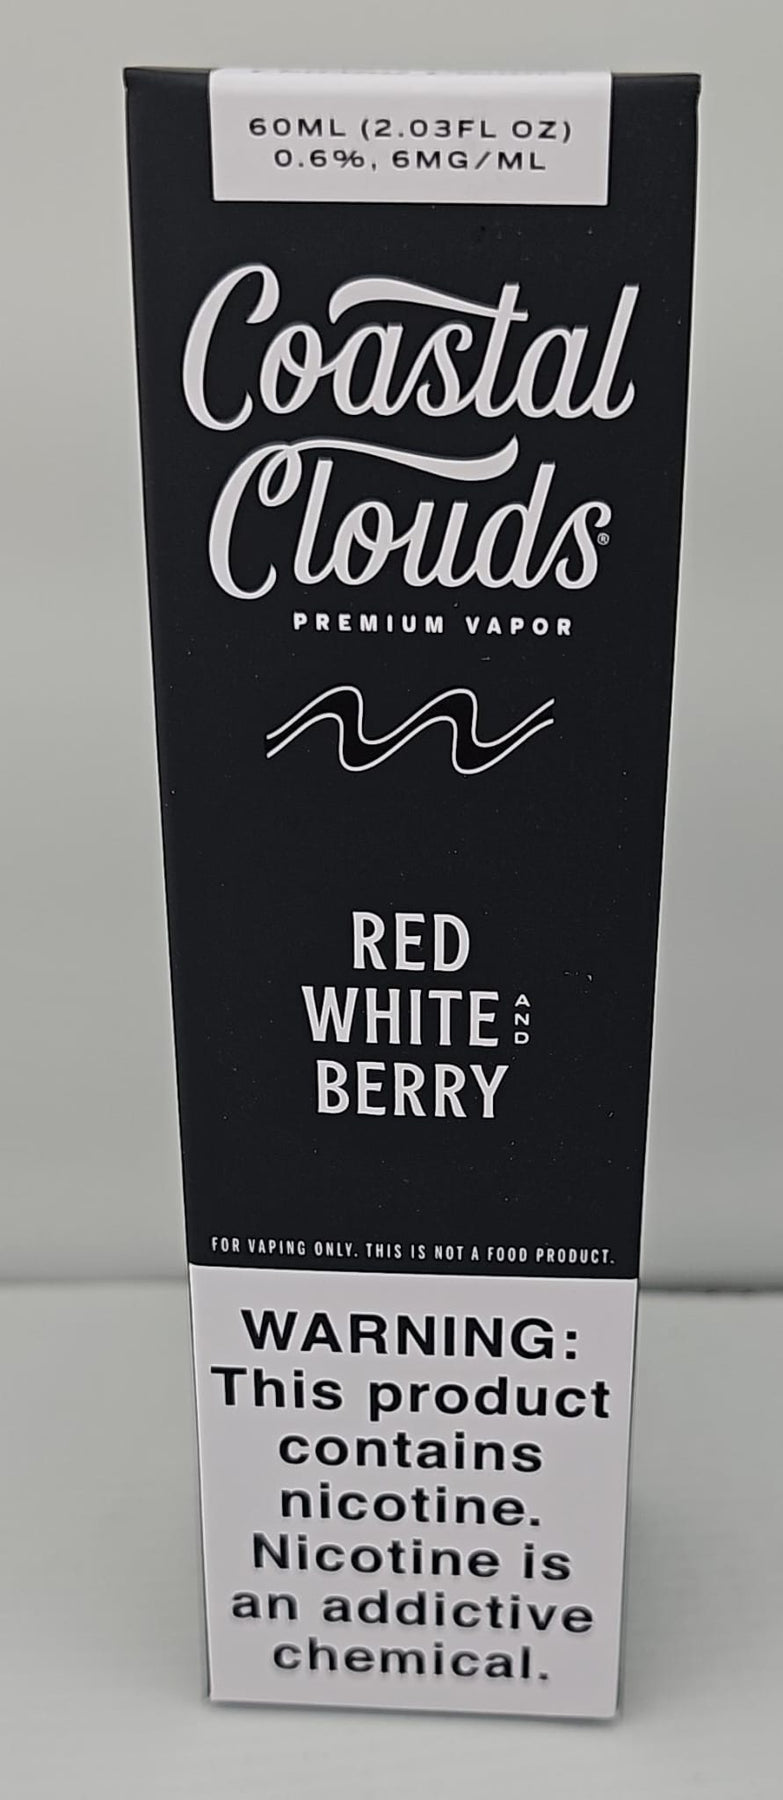 60ML (2.03FL OZ)
0.6%, 6MG/ML
Coastal
Clouds®
PREMIUM VAPOR
RED
WHITE AND
BERRY
FOR VAPING ONLY. THIS IS NOT A FOOD PRODUCT.
WARNING:
This product
contains
nicotine.
Nicotine is
an addictive
chemical.